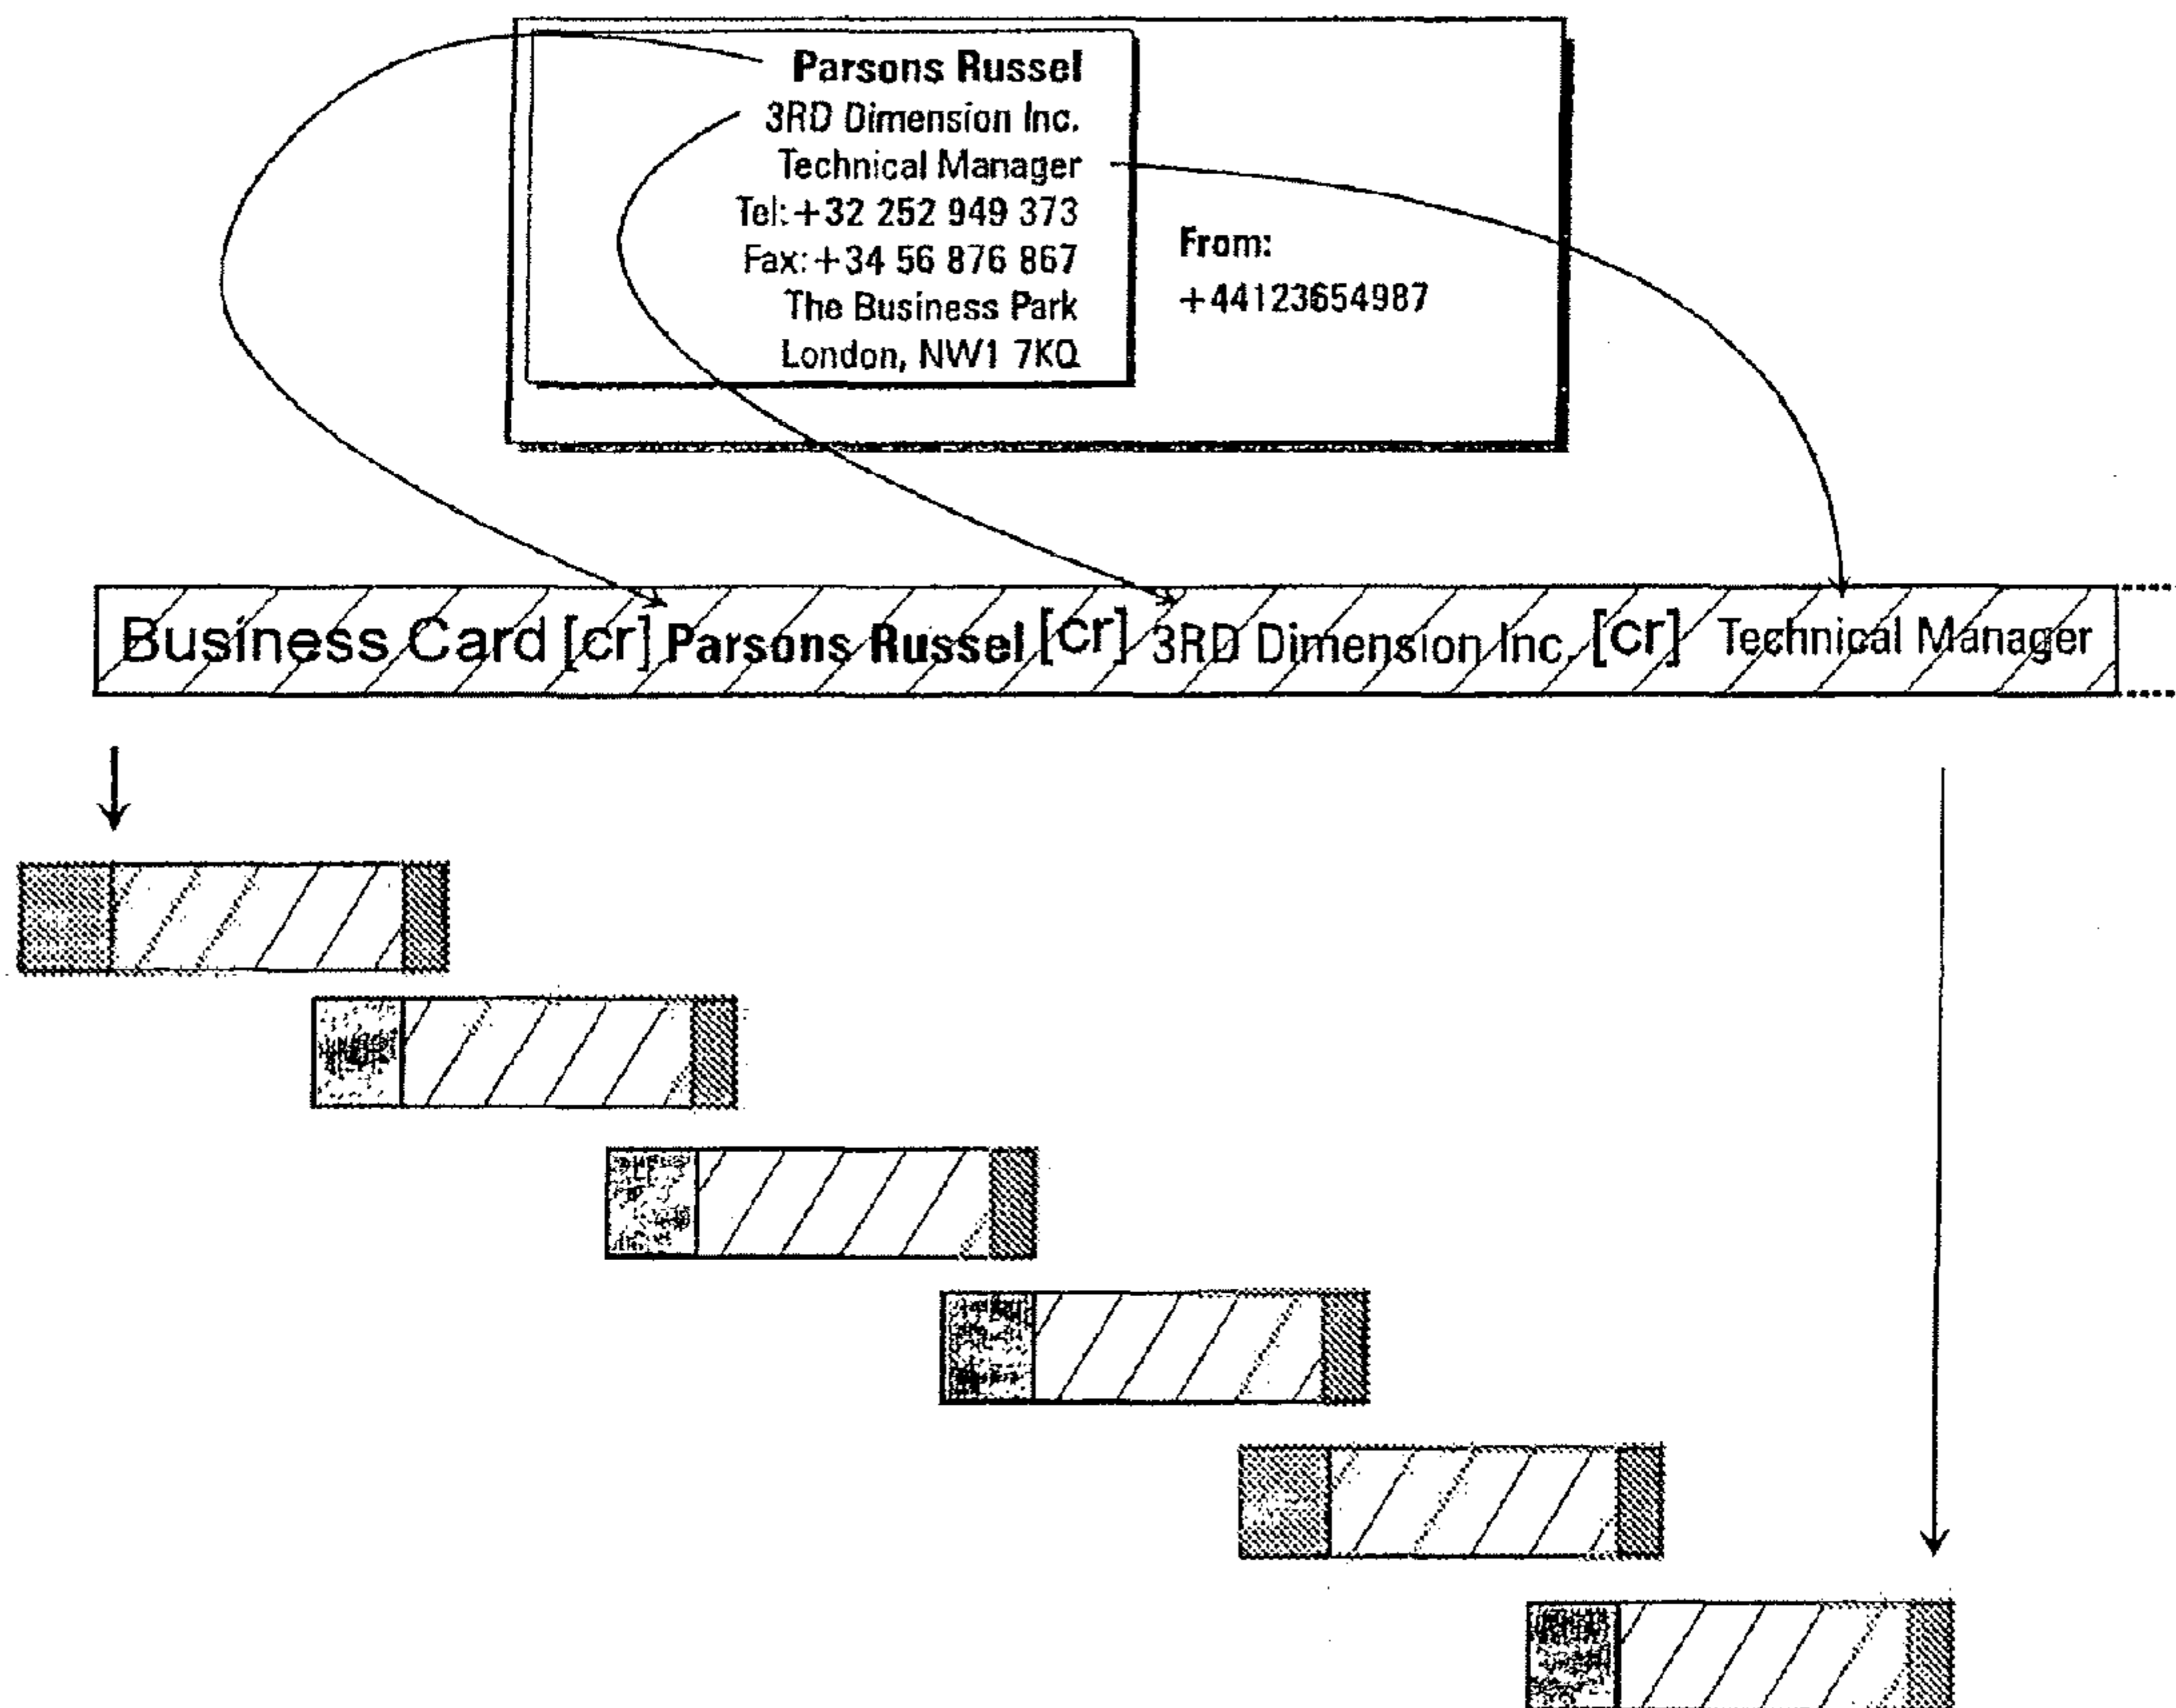 Parsons Russel
3RD Dimension Inc.
Technical Manager
Tel:+32 252 949 373
Fax:+34 56 876 867
The Business Park
London, NW1 7KQ
From:
+44123654987
Business Card [cr] Parsons Russel [cr] 3RD Dimension Inc. [cr] Technical Manager